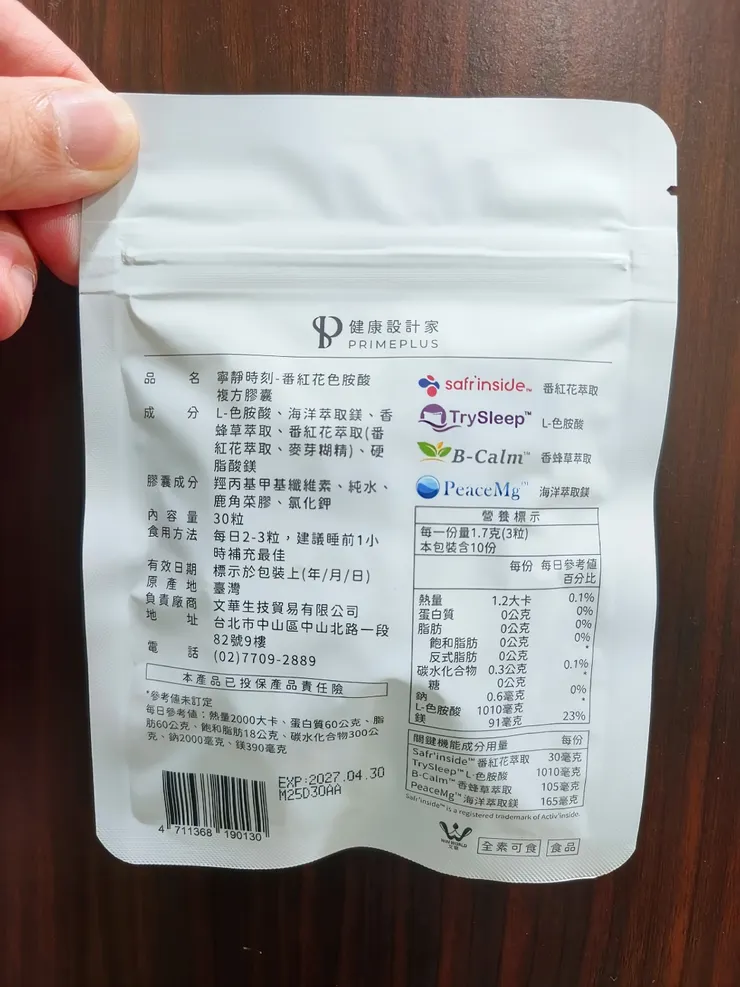 健康設計家
PRIMEPLUS
品名 寧靜時刻-番紅花色胺酸
複方膠囊
成分 L-色胺酸、海洋萃取鎂、香
蜂草萃取、番紅花萃取(番
紅花萃取、麥芽糊精)、硬
脂酸鎂
膠囊成分 羥丙基甲基纖維素、純水、
鹿角菜膠、氯化鉀
內容量 30粒
食用方法 每日2-3粒，建議睡前1小
時補充最佳
有效日期 標示於包裝上(年/月/日)
原產地 臺灣
負責廠商 文華生技貿易有限公司
地址 台北市中山區中山北路一段
82號9樓
電話 (02)7709-2889
本產品已投保產品責任險
*參考值未訂定
每日參考值：熱量2000大卡、蛋白質60公克、脂
肪60公克、飽和脂肪18公克、碳水化合物300公
克、鈉2000毫克、鎂390毫克
EXP:2027.04.30
M25D30AA
4 711368 190130
safr'inside™ 番紅花萃取
TrySleep™ L-色胺酸
B-Calm™ 香蜂草萃取
PeaceMg™ 海洋萃取鎂
營養標示
每一份量1.7克(3粒)
本包裝含10份
每份 每日參考值
百分比
熱量 1.2大卡 0.1%
蛋白質 0公克 0%
脂肪 0公克 0%
飽和脂肪 0公克 0%
反式脂肪 0公克 *
碳水化合物 0.3公克 0.1%
糖 0公克 *
鈉 0.6毫克 0%
L-色胺酸 1010毫克 *
鎂 91毫克 23%
關鍵機能成分用量 每份
Safr'inside™ 番紅花萃取 30毫克
TrySleep™ L-色胺酸 1010毫克
B-Calm™ 香蜂草萃取 105毫克
PeaceMg™ 海洋萃取鎂 165毫克
Safr'inside™ is a registered trademark of Activ'Inside.
WIN WORLD
文華
全素可食 食品